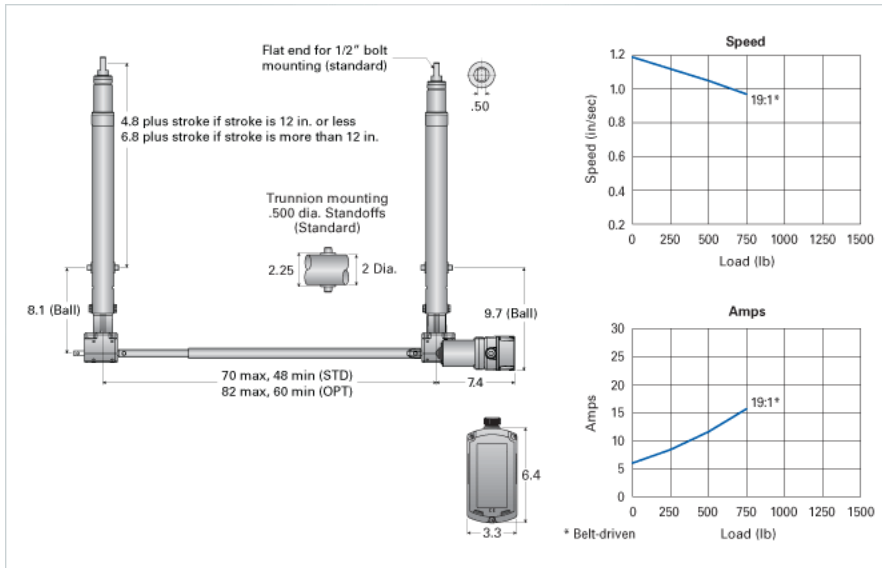 Flat end for 1/2" bolt
mounting (standard)
.50
4.8 plus stroke if stroke is 12 in. or less
6.8 plus stroke if stroke is more than 12 in.
Trunnion mounting
.500 dia. Standoffs
(Standard)
2.25
2 Dia.
8.1 (Ball)
9.7 (Ball)
70 max, 48 min (STD)
82 max, 60 min (OPT)
7.4
6.4
3.3
Speed
Speed (in/sec)
1.2
1.0
0.8
0.6
0.4
0.2
19:1*
0 250 500 750 1000 1250 1500
Load (lb)
Amps
Amps
30
25
20
15
10
5
0
19:1*
0 250 500 750 1000 1250 1500
Load (lb)
* Belt-driven